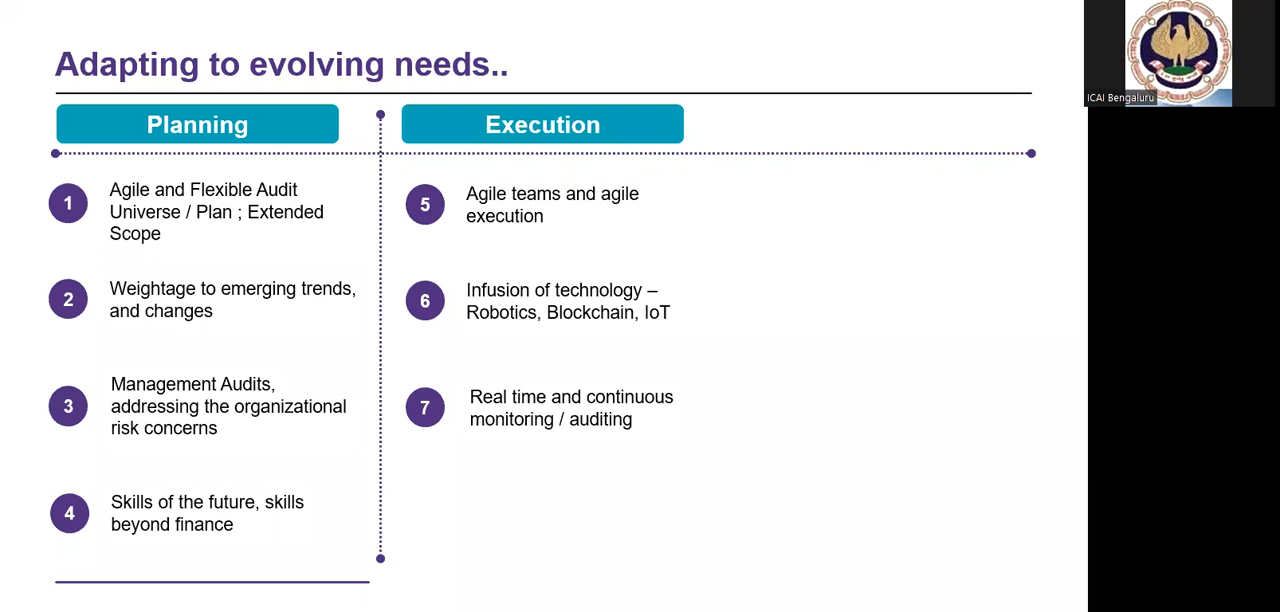 Adapting to evolving needs..
Planning
1
Agile and Flexible Audit
Universe / Plan ; Extended
Scope
2
Weightage to emerging trends,
and changes
3
Management Audits,
addressing the organizational
risk concerns
4
Skills of the future, skills
beyond finance
Execution
5
Agile teams and agile
execution
6
Infusion of technology –
Robotics, Blockchain, IoT
7
Real time and continuous
monitoring / auditing
ICAI Bengaluru